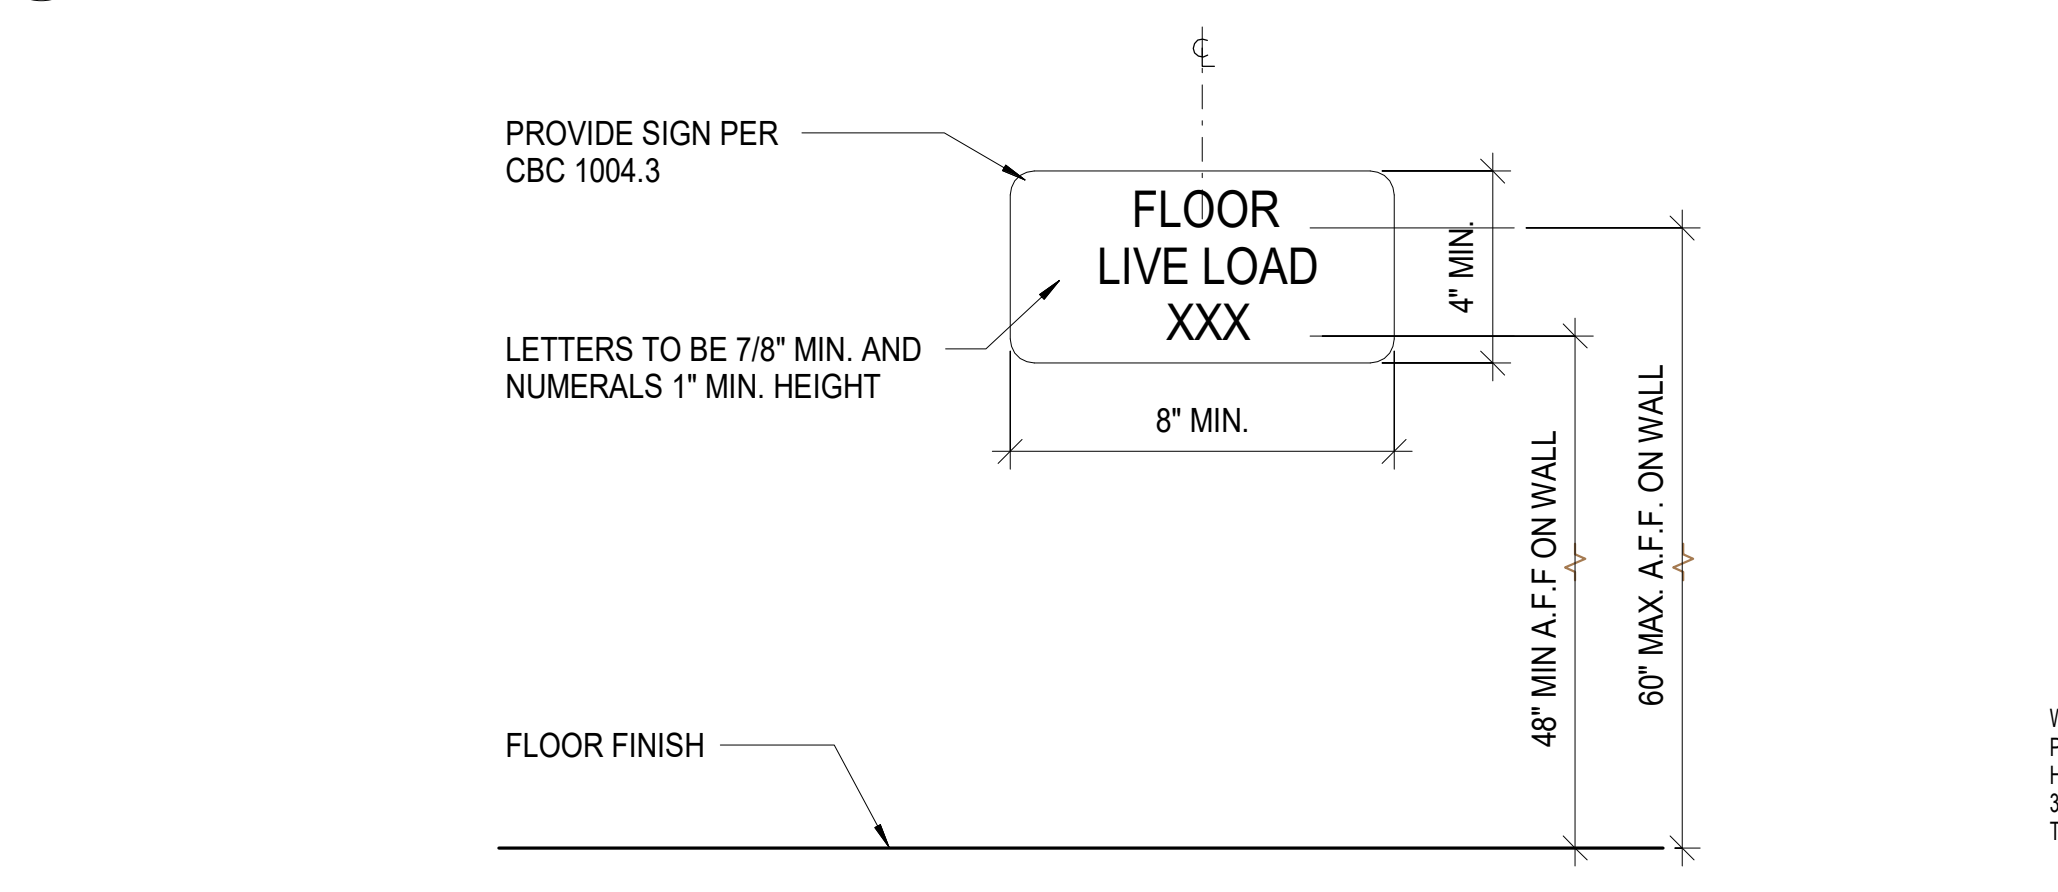 ℄
PROVIDE SIGN PER
CBC 1004.3
FLOOR
LIVE LOAD
XXX
4" MIN.
LETTERS TO BE 7/8" MIN. AND
NUMERALS 1" MIN. HEIGHT
8" MIN.
48" MIN A.F.F ON WALL
60" MAX. A.F.F. ON WALL
FLOOR FINISH